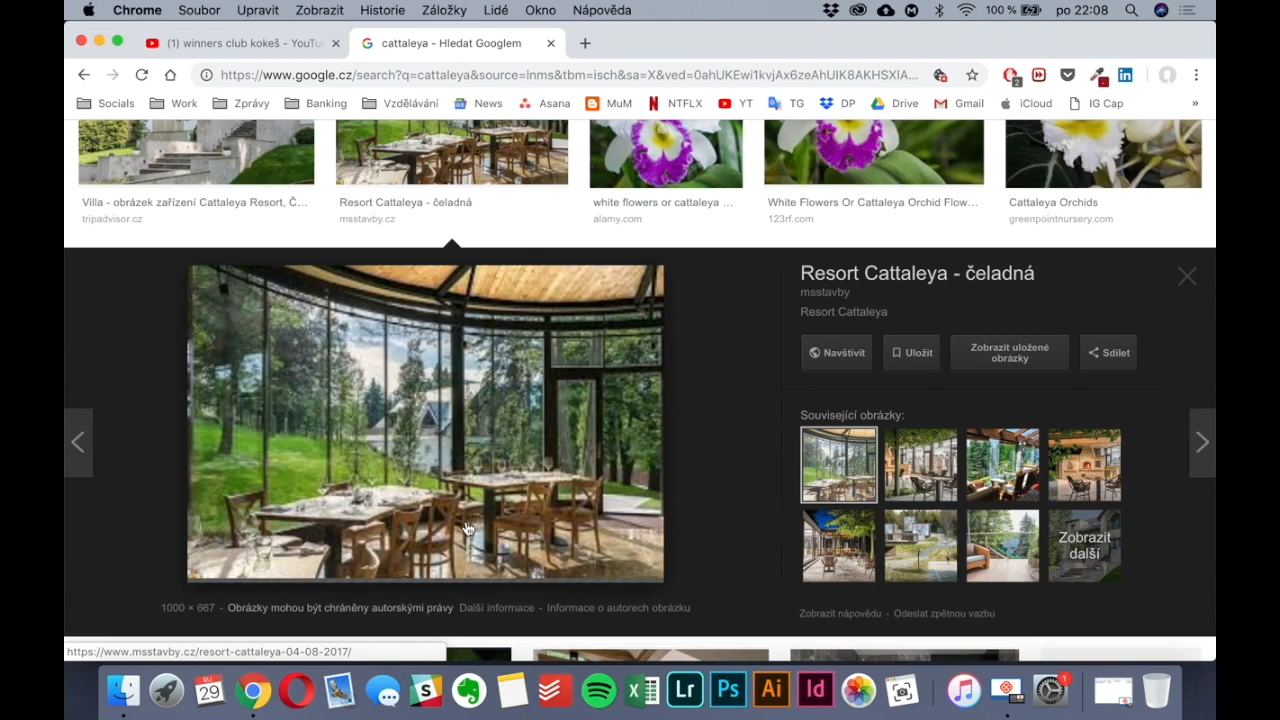 Chrome Soubor Upravit Zobrazit Historie Záložky Lidé Okno Nápověda 100 % po 22:08
(1) winners club kokeš - YouTu
cattaleya - Hledat Googlem
https://www.google.cz/search?q=cattaleya&source=lnms&tbm=isch&sa=X&ved=0ahUKEwi1kvjAx6zeAhUIK8AKHSXIA...
2
Socials Work Zprávy Banking Vzdělávání News Asana MuM NTFLX YT TG DP Drive Gmail iCloud IG Cap »
Villa - obrázek zařízení Cattaleya Resort, Č...
tripadvisor.cz
Resort Cattaleya - čeladná
msstavby.cz
white flowers or cattaleya ...
alamy.com
White Flowers Or Cattaleya Orchid Flow...
123rf.com
Cattaleya Orchids
greenpointnursery.com
Resort Cattaleya - čeladná
msstavby
Resort Cattaleya
Navštívit
Uložit
Zobrazit uložené
obrázky
Sdílet
Související obrázky:
Zobrazit
další
1000 × 667 - Obrázky mohou být chráněny autorskými právy Další informace - Informace o autorech obrázku
Zobrazit nápovědu - Odeslat zpětnou vazbu
https://www.msstavby.cz/resort-cattaleya-04-08-2017/
29
S
Lr
Ps
Ai
Id
1